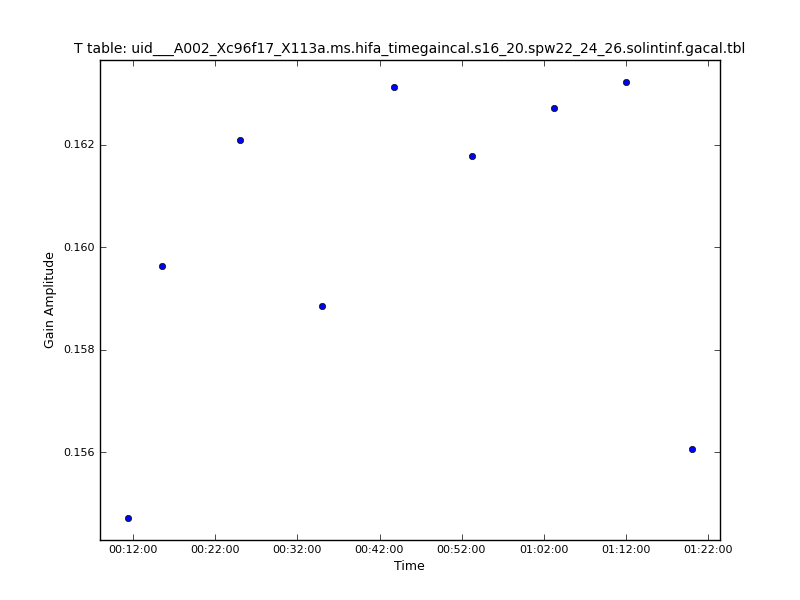 T table: uid___A002_Xc96f17_X113a.ms.hifa_timegaincal.s16_20.spw22_24_26.solintinf.gacal.tbl
0.162
0.160
0.158
0.156
Gain Amplitude
00:12:00 00:22:00 00:32:00 00:42:00 00:52:00 01:02:00 01:12:00 01:22:00
Time